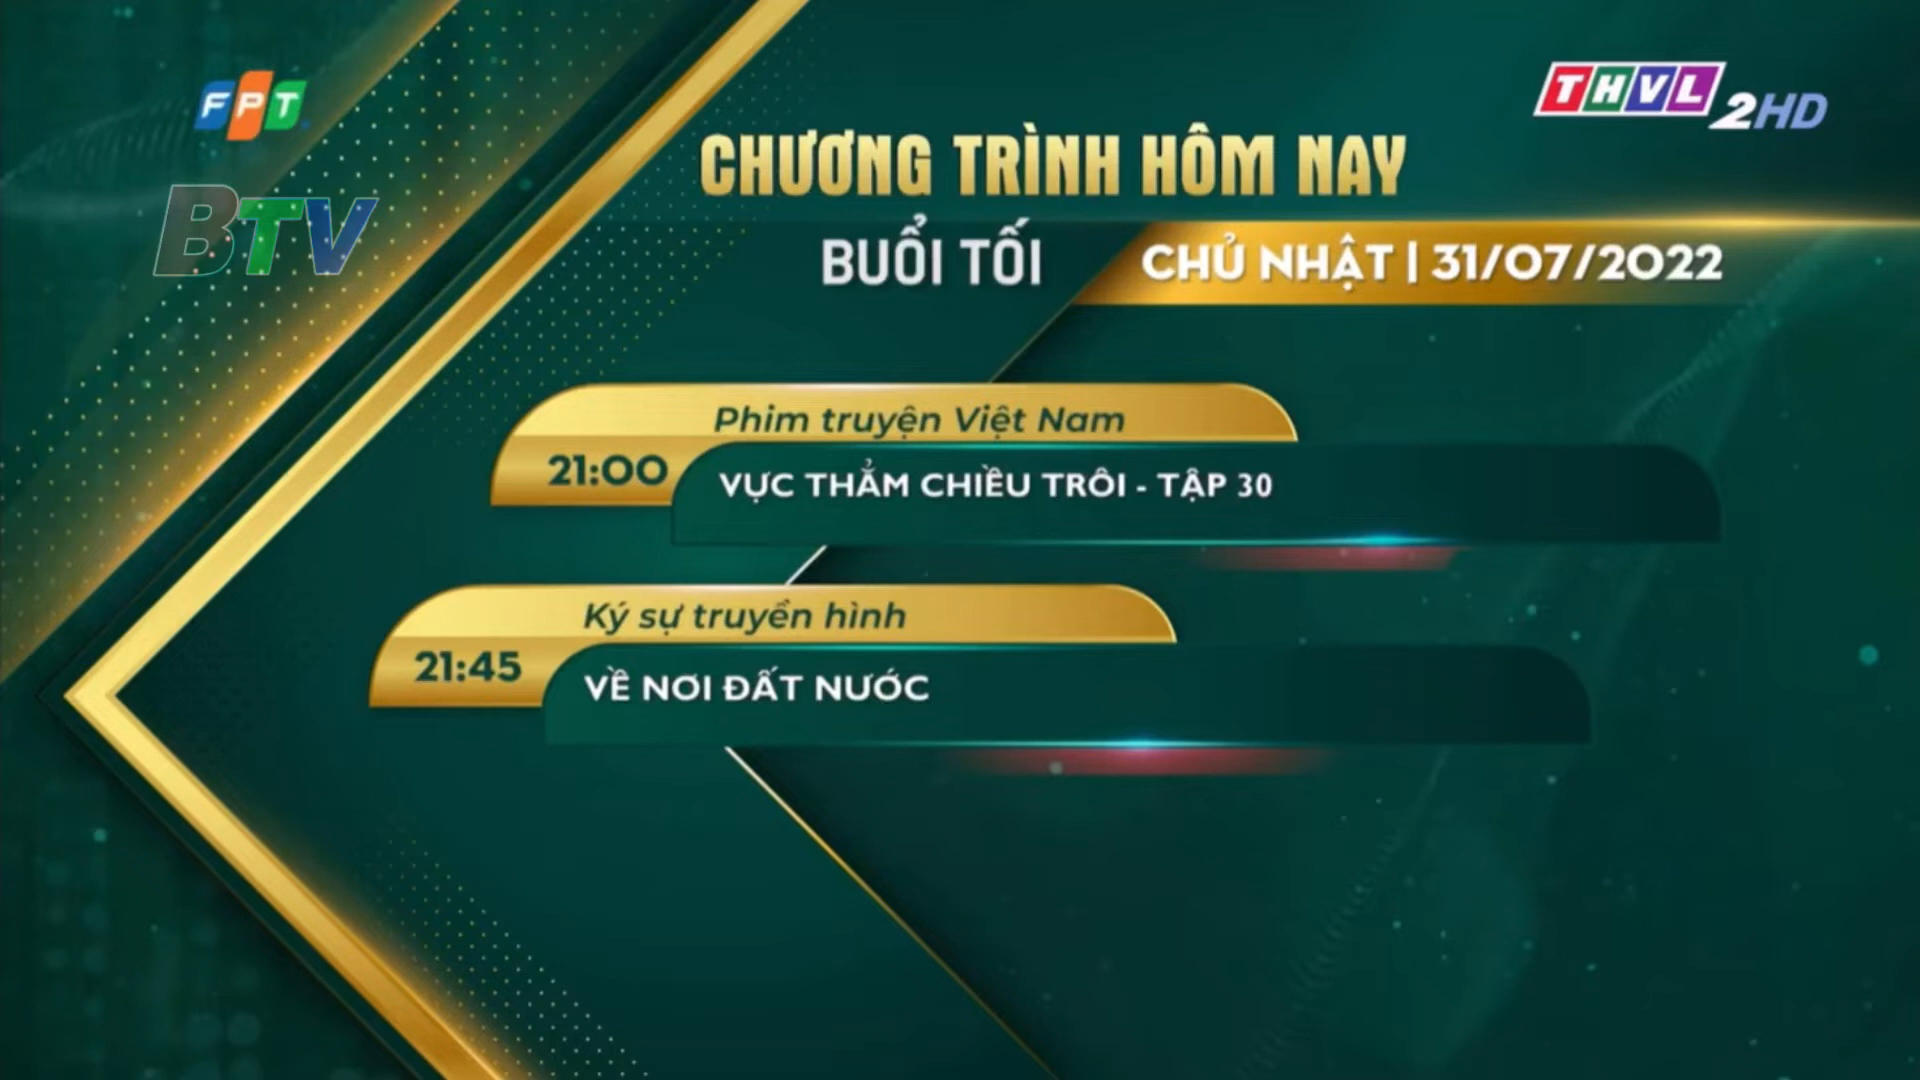 FPT
THVL 2HD
BTV
CHƯƠNG TRÌNH HÔM NAY
BUỔI TỐI
CHỦ NHẬT | 31/07/2022
Phim truyện Việt Nam
21:00
VỰC THẲM CHIỀU TRÔI - TẬP 30
Ký sự truyền hình
21:45
VỀ NƠI ĐẤT NƯỚC